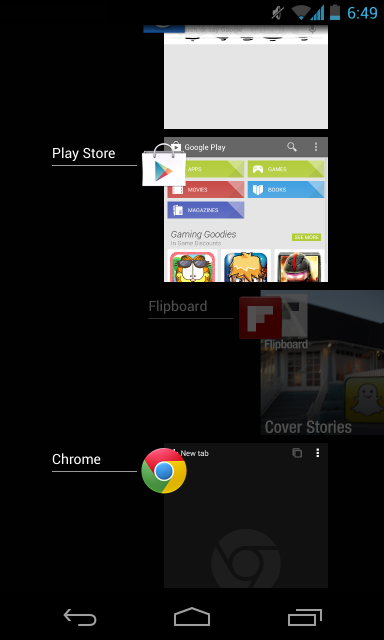 6:49
Play Store
Google Play
APPS
GAMES
MOVIES
BOOKS
MAGAZINES
Gaming Goodies
In Game Discounts
SEE MORE
Flipboard
Flipboard
Cover Stories
Chrome
New tab